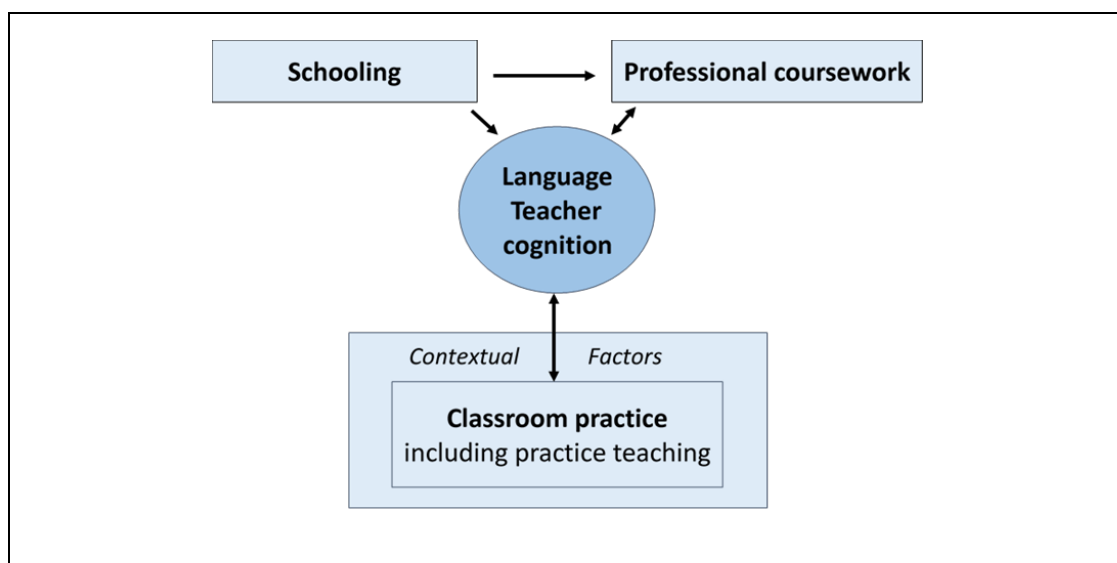 Schooling
Professional coursework
Language
Teacher
cognition
Contextual Factors
Classroom practice
including practice teaching